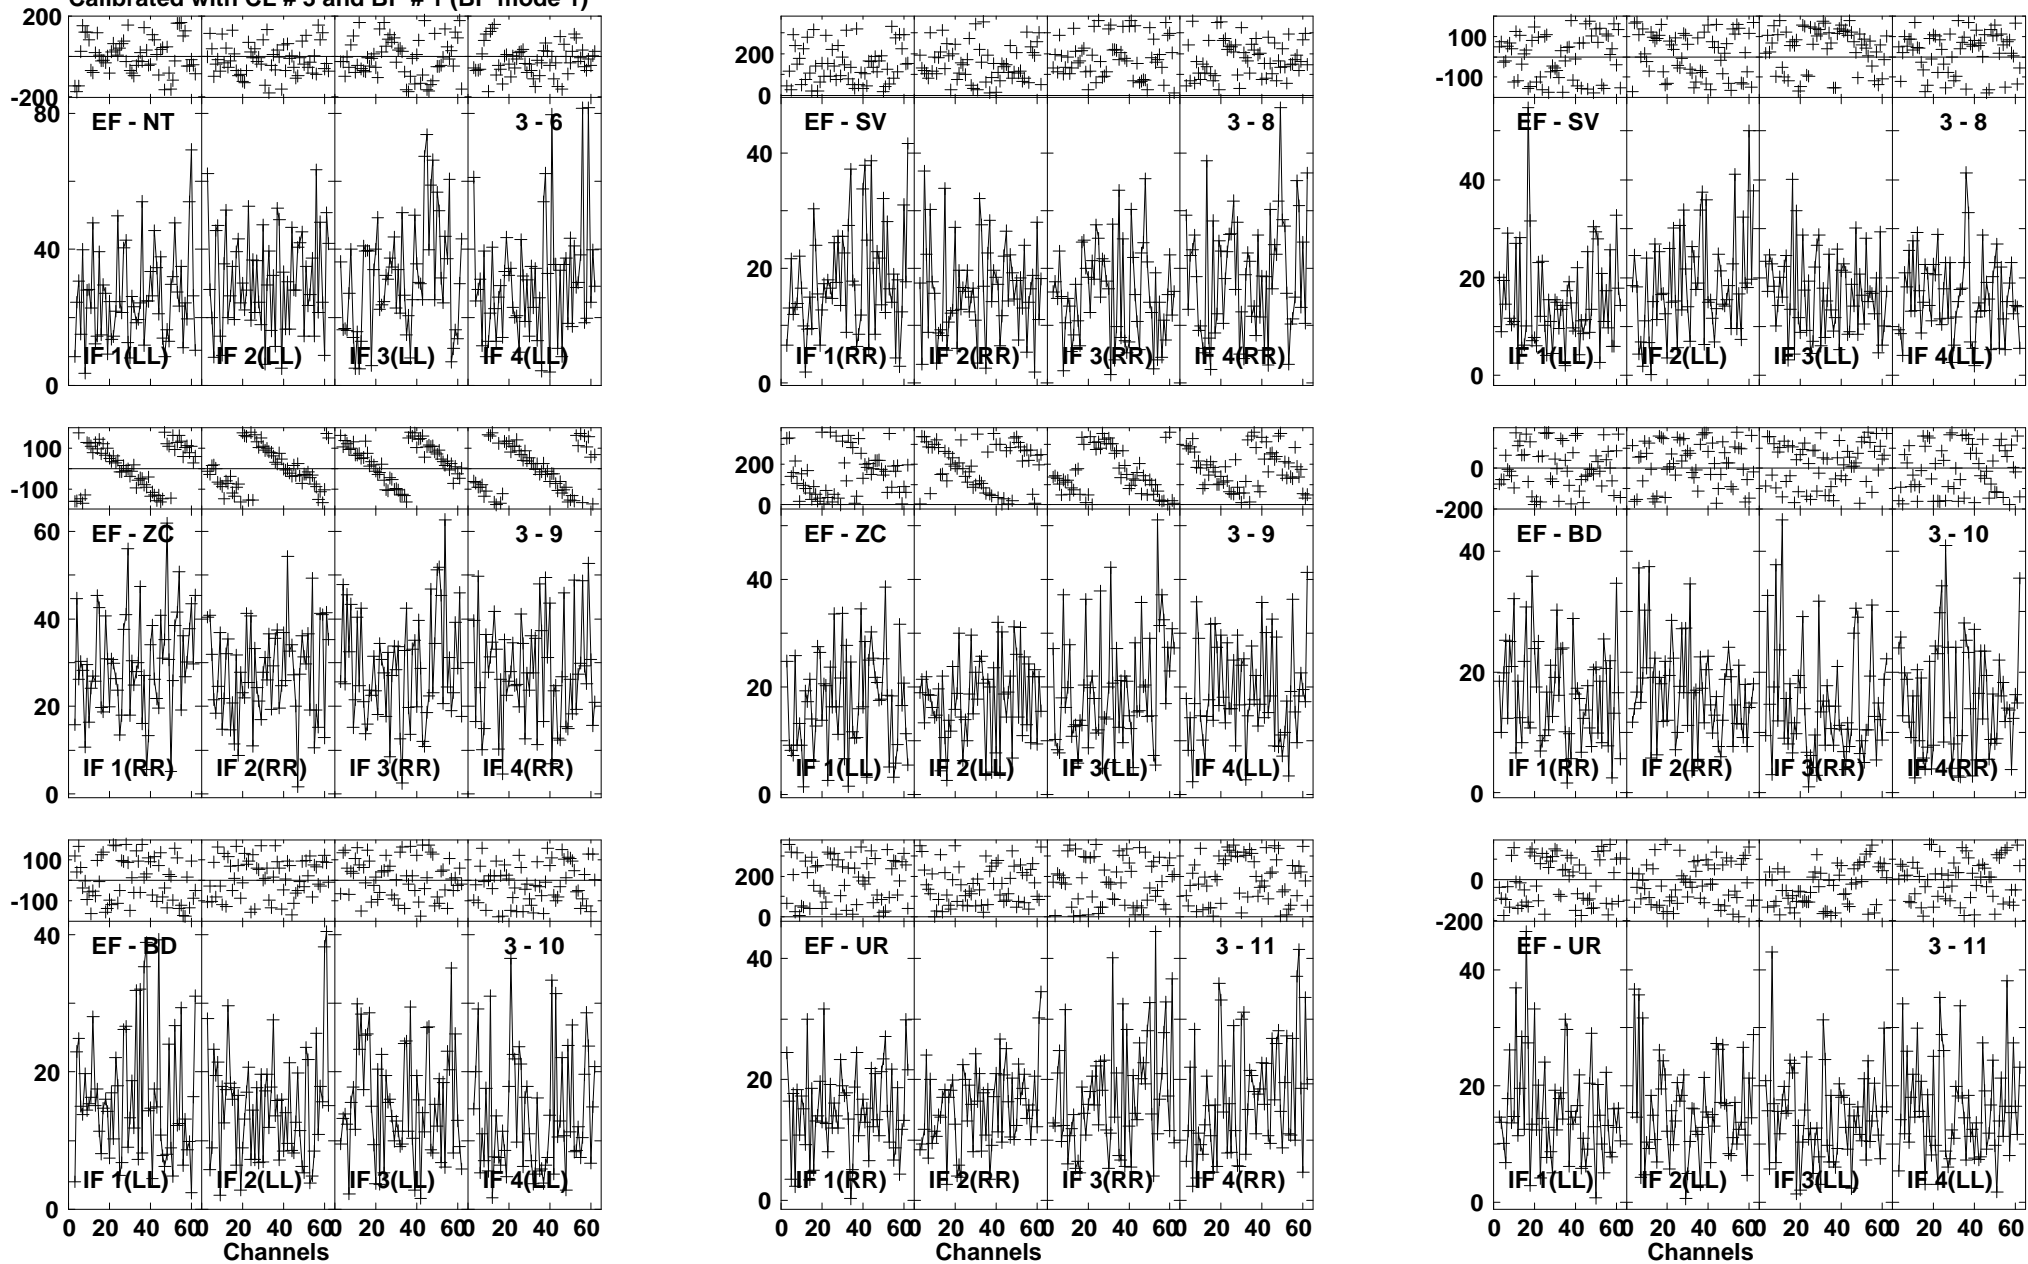 Calibrated with CL # 3 and BP # 1 (BP mode 1)
200
-200
80
40
0
EF - NT
3 - 6
IF 1(LL) IF 2(LL) IF 3(LL) IF 4(LL)
200
0
40
20
0
EF - SV
3 - 8
IF 1(RR) IF 2(RR) IF 3(RR) IF 4(RR)
100
-100
40
20
0
EF - SV
3 - 8
IF 1(LL) IF 2(LL) IF 3(LL) IF 4(LL)
100
-100
60
40
20
0
EF - ZC
3 - 9
IF 1(RR) IF 2(RR) IF 3(RR) IF 4(RR)
200
0
40
20
0
EF - ZC
3 - 9
IF 1(LL) IF 2(LL) IF 3(LL) IF 4(LL)
0
-200
40
20
0
EF - BD
3 - 10
IF 1(RR) IF 2(RR) IF 3(RR) IF 4(RR)
100
-100
40
20
0
EF - BD
3 - 10
IF 1(LL) IF 2(LL) IF 3(LL) IF 4(LL)
0 20 40 60 0 20 40 60 0 20 40 60 0 20 40 60
Channels
200
0
40
20
0
EF - UR
3 - 11
IF 1(RR) IF 2(RR) IF 3(RR) IF 4(RR)
0 20 40 60 0 20 40 60 0 20 40 60 0 20 40 60
Channels
0
-200
40
20
0
EF - UR
3 - 11
IF 1(LL) IF 2(LL) IF 3(LL) IF 4(LL)
0 20 40 60 0 20 40 60 0 20 40 60 0 20 40 60
Channels